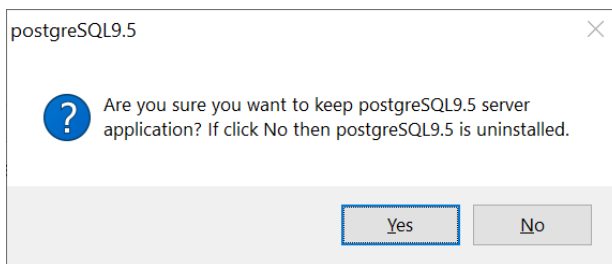 postgreSQL9.5
Are you sure you want to keep postgreSQL9.5 server
application? If click No then postgreSQL9.5 is uninstalled.
Yes
No